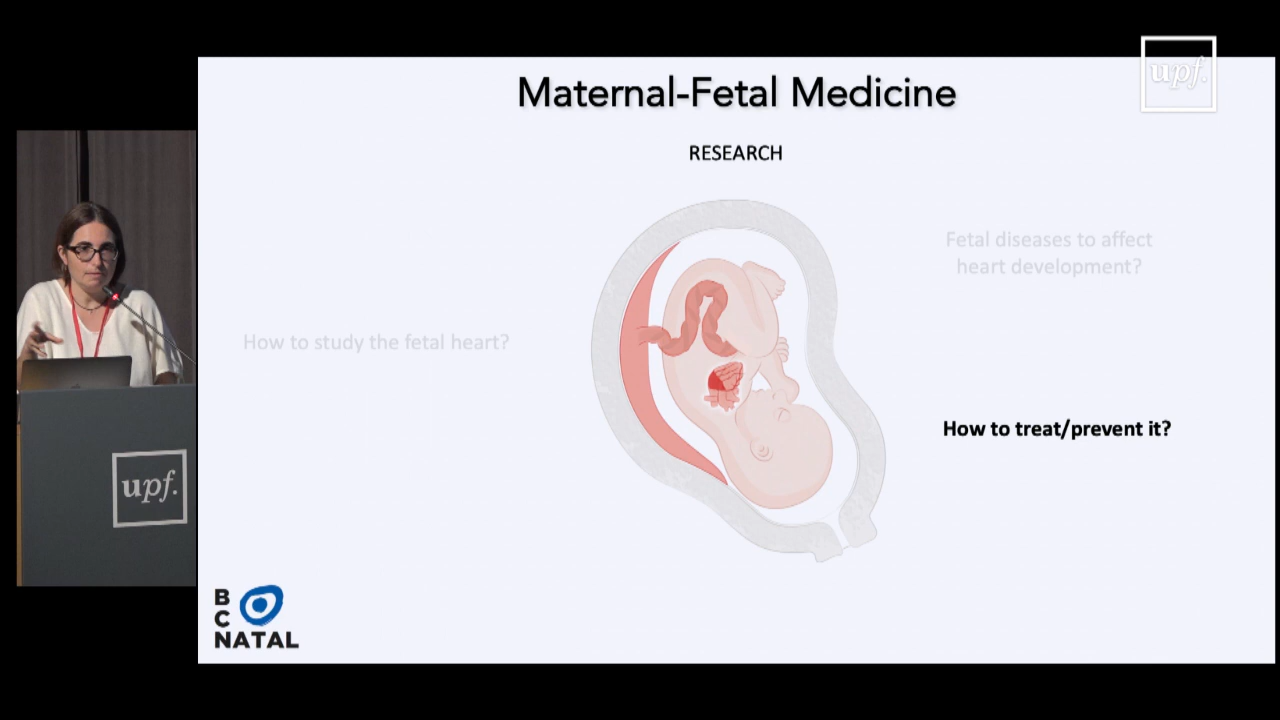 Maternal-Fetal Medicine
upf.
RESEARCH
Fetal diseases to affect
heart development?
How to study the fetal heart?
How to treat/prevent it?
upf.
B
C
NATAL